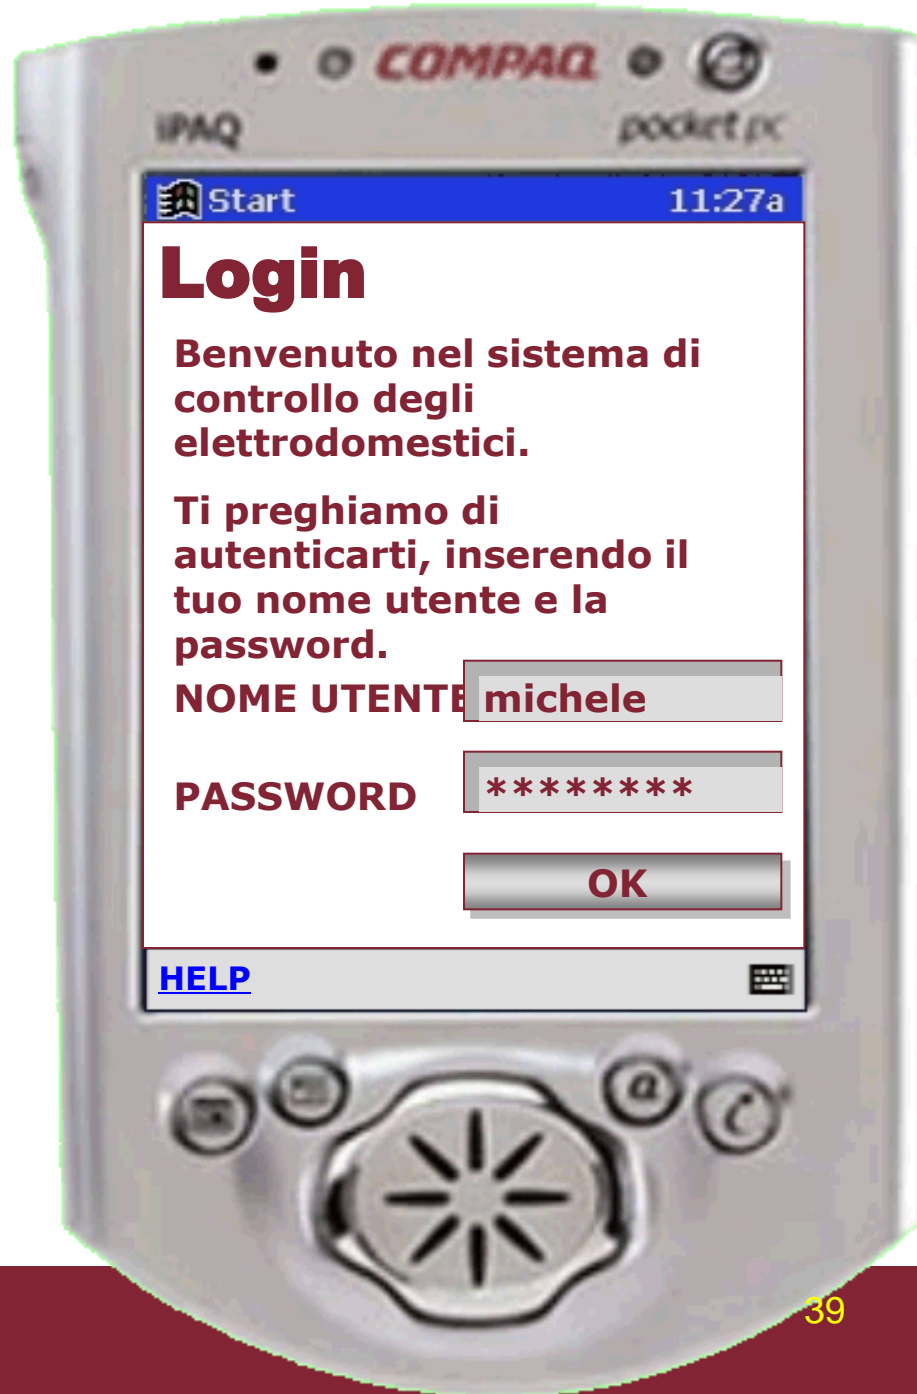 COMPAQ
iPAQ
pocket pc
Start
11:27a
Login
Benvenuto nel sistema di
controllo degli
elettrodomestici.
Ti preghiamo di
autenticarti, inserendo il
tuo nome utente e la
password.
NOME UTENTE
michele
PASSWORD
********
OK
HELP
39